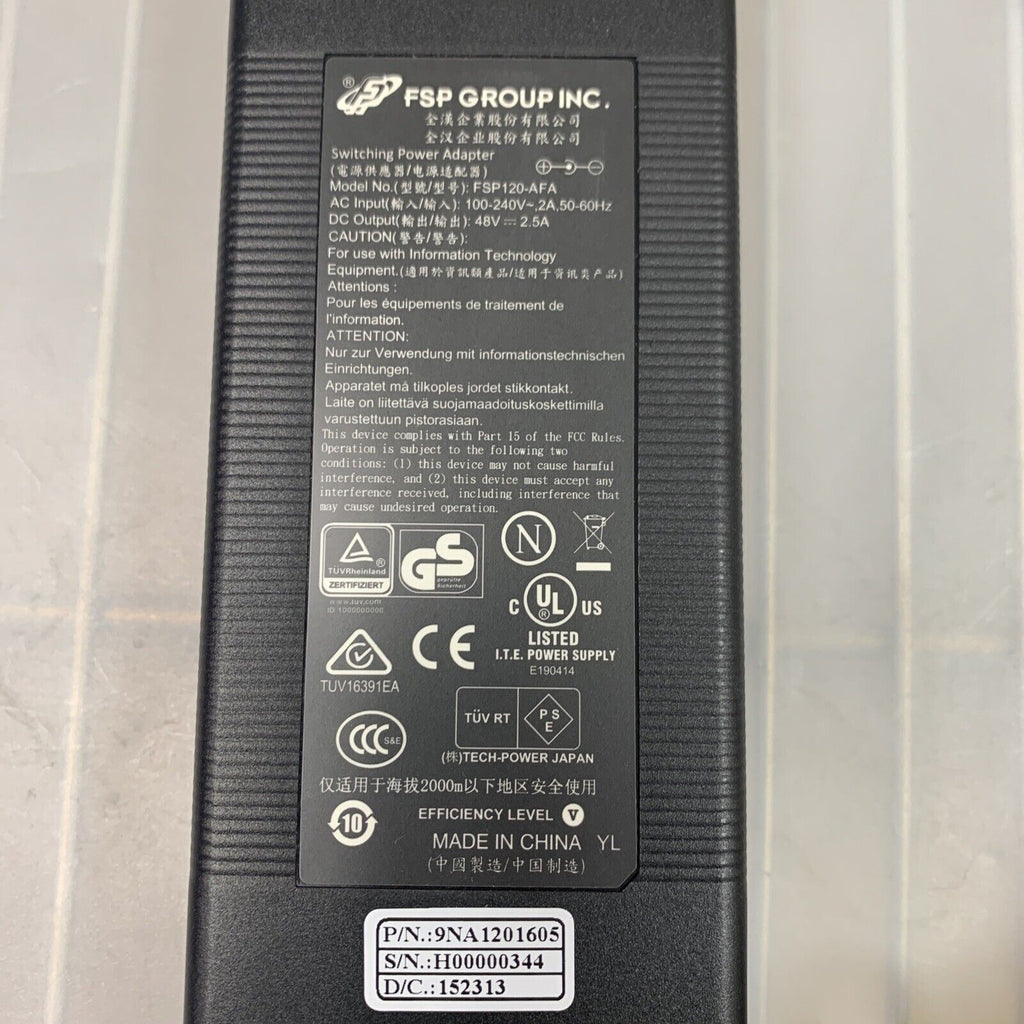 ® FSP GROUP INC.
全漢企業股份有限公司
全汉企业股份有限公司
Switching Power Adapter
(電源供應器/电源适配器)
Model No.(型號/型号): FSP120-AFA
AC Input(輸入/输入): 100-240V~,2A,50-60Hz
DC Output(輸出/输出): 48V ⎓ 2.5A
CAUTION(警告/警告):
For use with Information Technology
Equipment.(適用於資訊類產品/适用于资讯类产品)
Attentions :
Pour les équipements de traitement de
l'information.
ATTENTION:
Nur zur Verwendung mit informationstechnischen
Einrichtungen.
Apparatet må tilkoples jordet stikkontakt.
Laite on liitettävä suojamaadoituskoskettimilla
varustettuun pistorasiaan.
This device complies with Part 15 of the FCC Rules.
Operation is subject to the following two
conditions: (1) this device may not cause harmful
interference, and (2) this device must accept any
interference received, including interference that
may cause undesired operation.
TÜVRheinland ®
ZERTIFIZIERT
GS
geprüfte
Sicherheit
www.tuv.com
ID 1000000000
N
C UL ® US
LISTED
I.T.E. POWER SUPPLY
E190414
TUV16391EA
CE
TÜV RT
PS
E
(株)TECH-POWER JAPAN
CCC S&E
仅适用于海拔2000m以下地区安全使用
10
EFFICIENCY LEVEL V
MADE IN CHINA YL
(中國製造/中国制造)
P/N.:9NA1201605
S/N.:H00000344
D/C.:152313